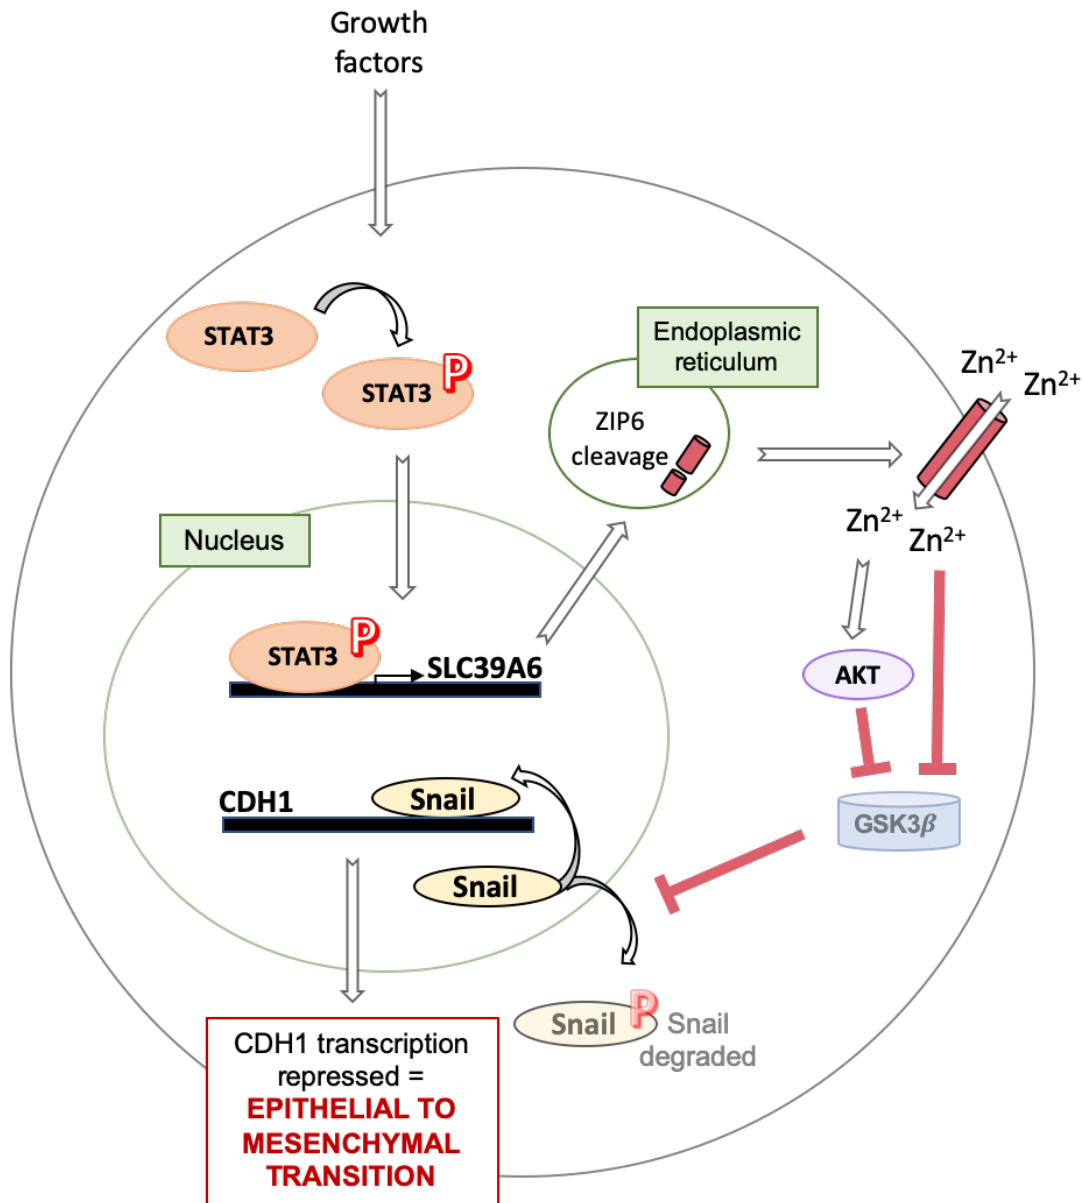 Growth
factors
STAT3
STAT3 P
Endoplasmic
reticulum
ZIP6
cleavage
Zn²⁺
Zn²⁺
Zn²⁺
Zn²⁺
Nucleus
STAT3 P
SLC39A6
AKT
GSK3β
CDH1
Snail
Snail
Snail P
Snail
degraded
CDH1 transcription
repressed =
EPITHELIAL TO
MESENCHYMAL
TRANSITION